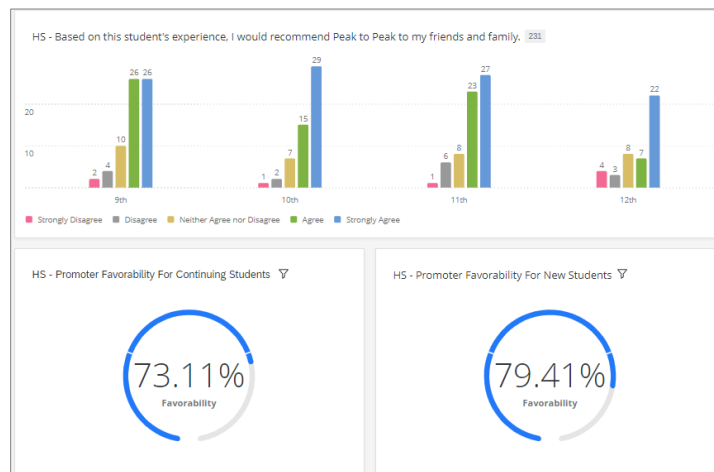 HS - Based on this student's experience, I would recommend Peak to Peak to my friends and family. 231
29
26 26 27
23 22
20
15
10 10
8 8
7 7
6
4 4
2 2 3
1 1
9th 10th 11th 12th
Strongly Disagree Disagree Neither Agree nor Disagree Agree Strongly Agree
HS - Promoter Favorability For Continuing Students
73.11%
Favorability
HS - Promoter Favorability For New Students
79.41%
Favorability